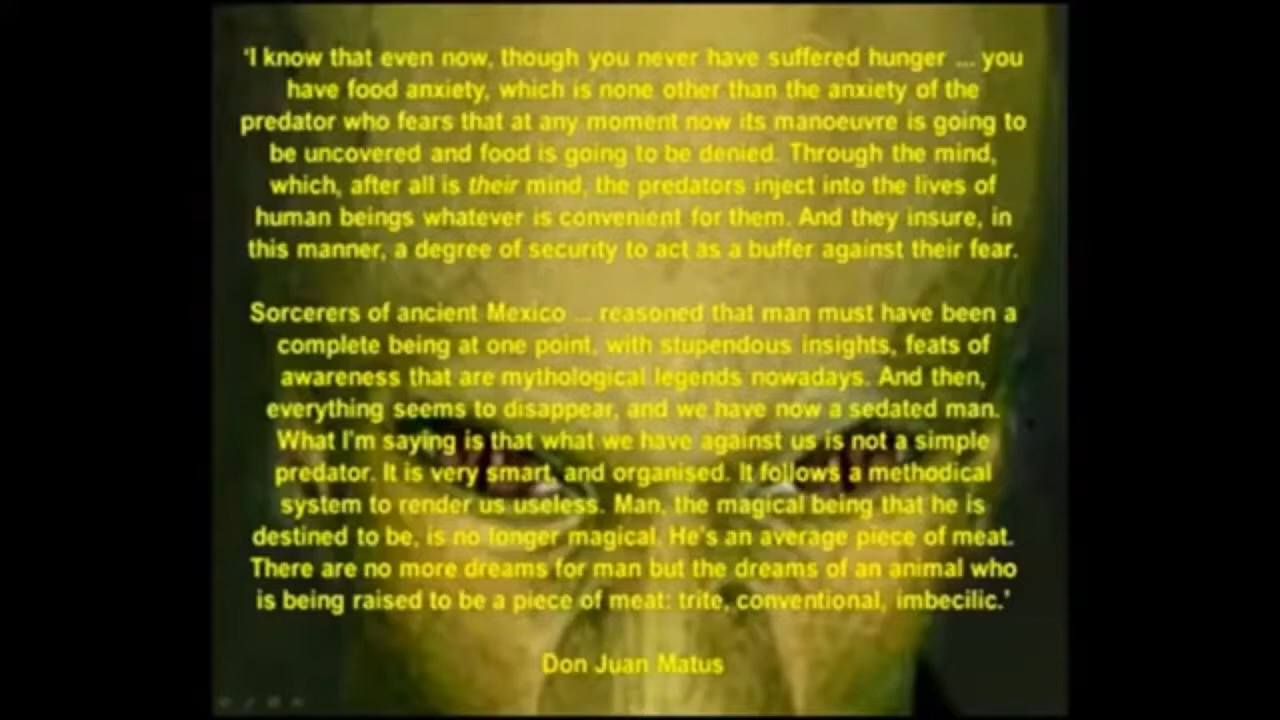 ‘I know that even now, though you never have suffered hunger ... you
have food anxiety, which is none other than the anxiety of the
predator who fears that at any moment now its manoeuvre is going to
be uncovered and food is going to be denied. Through the mind,
which, after all is their mind, the predators inject into the lives of
human beings whatever is convenient for them. And they insure, in
this manner, a degree of security to act as a buffer against their fear.
Sorcerers of ancient Mexico ... reasoned that man must have been a
complete being at one point, with stupendous insights, feats of
awareness that are mythological legends nowadays. And then,
everything seems to disappear, and we have now a sedated man.
What I'm saying is that what we have against us is not a simple
predator. It is very smart, and organised. It follows a methodical
system to render us useless. Man, the magical being that he is
destined to be, is no longer magical. He's an average piece of meat.
There are no more dreams for man but the dreams of an animal who
is being raised to be a piece of meat: trite, conventional, imbecilic.’
Don Juan Matus